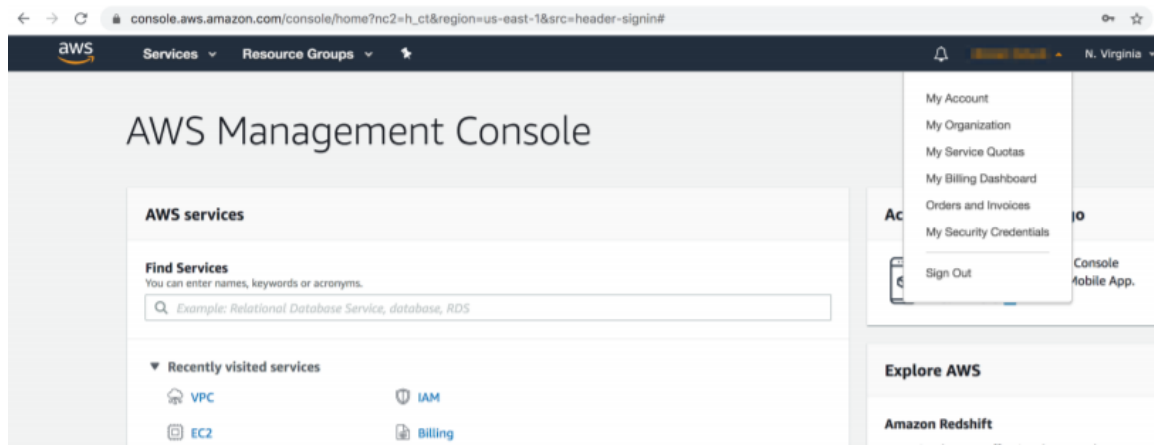 console.aws.amazon.com/console/home?nc2=h_ct&region=us-east-1&src=header-signin#
aws Services Resource Groups N. Virginia
My Account
My Organization
My Service Quotas
My Billing Dashboard
Orders and Invoices
My Security Credentials
Sign Out
AWS Management Console
AWS services
Find Services
You can enter names, keywords or acronyms.
Example: Relational Database Service, database, RDS
Recently visited services
VPC IAM
EC2 Billing
Console
Mobile App.
Explore AWS
Amazon Redshift